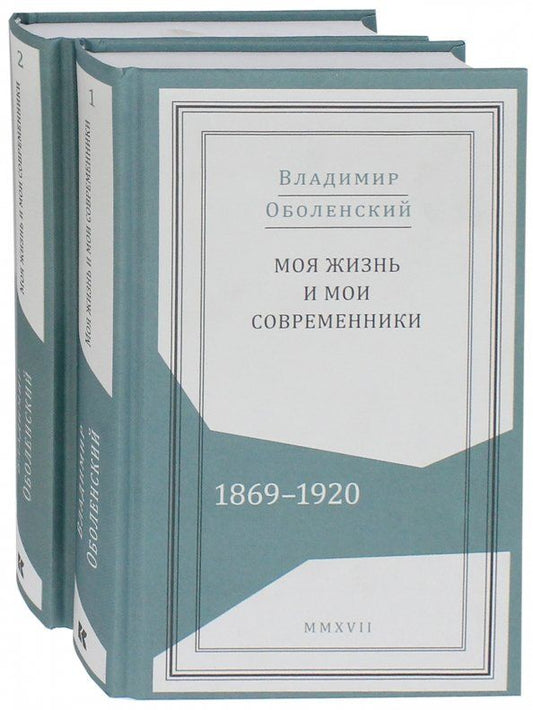 2
Моя жизнь и мои современники
Оболенский
1
Моя жизнь и мои современники
Владимир
Оболенский
Владимир
Оболенский
МОЯ ЖИЗНЬ
И МОИ
СОВРЕМЕННИКИ
1869–1920
MMXVII